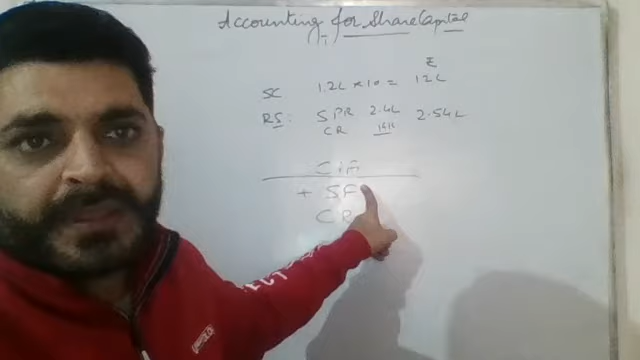 Accounting for Share Capital
₹
SC 1.2L × 10 = 12L
RS: SPR 2.4L 2.54L
CR 14K
CIA
+ SF
CR